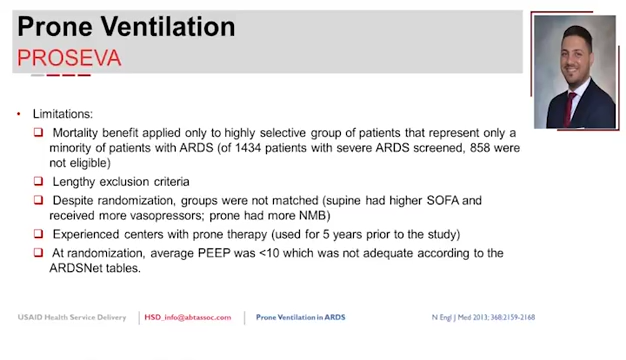 Prone Ventilation
PROSEVA
• Limitations:
Mortality benefit applied only to highly selective group of patients that represent only a
minority of patients with ARDS (of 1434 patients with severe ARDS screened, 858 were
not eligible)
Lengthy exclusion criteria
Despite randomization, groups were not matched (supine had higher SOFA and
received more vasopressors; prone had more NMB)
Experienced centers with prone therapy (used for 5 years prior to the study)
At randomization, average PEEP was <10 which was not adequate according to the
ARDSNet tables.
USAID Health Service Delivery | HSD_info@abtassoc.com | Prone Ventilation in ARDS N Engl J Med 2013; 368:2159-2168